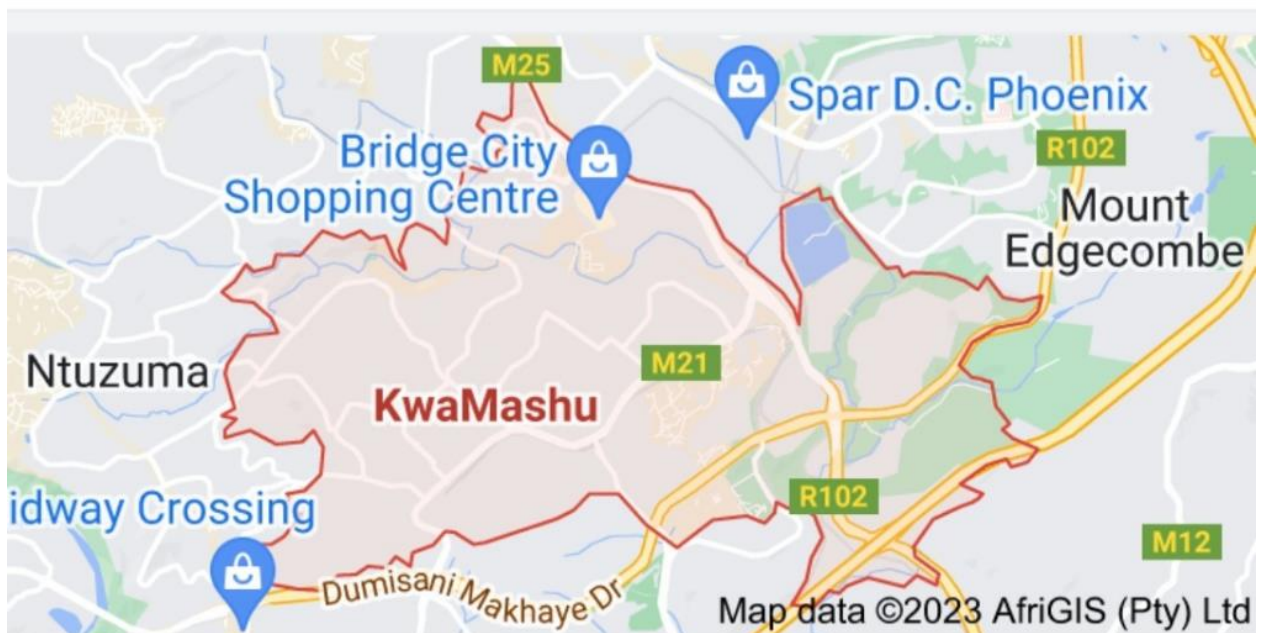 M25
Spar D.C. Phoenix
R102
Bridge City
Shopping Centre
Mount
Edgecombe
M21
Ntuzuma
KwaMashu
R102
idway Crossing
M12
Dumisani Makhaye Dr
Map data ©2023 AfriGIS (Pty) Ltd